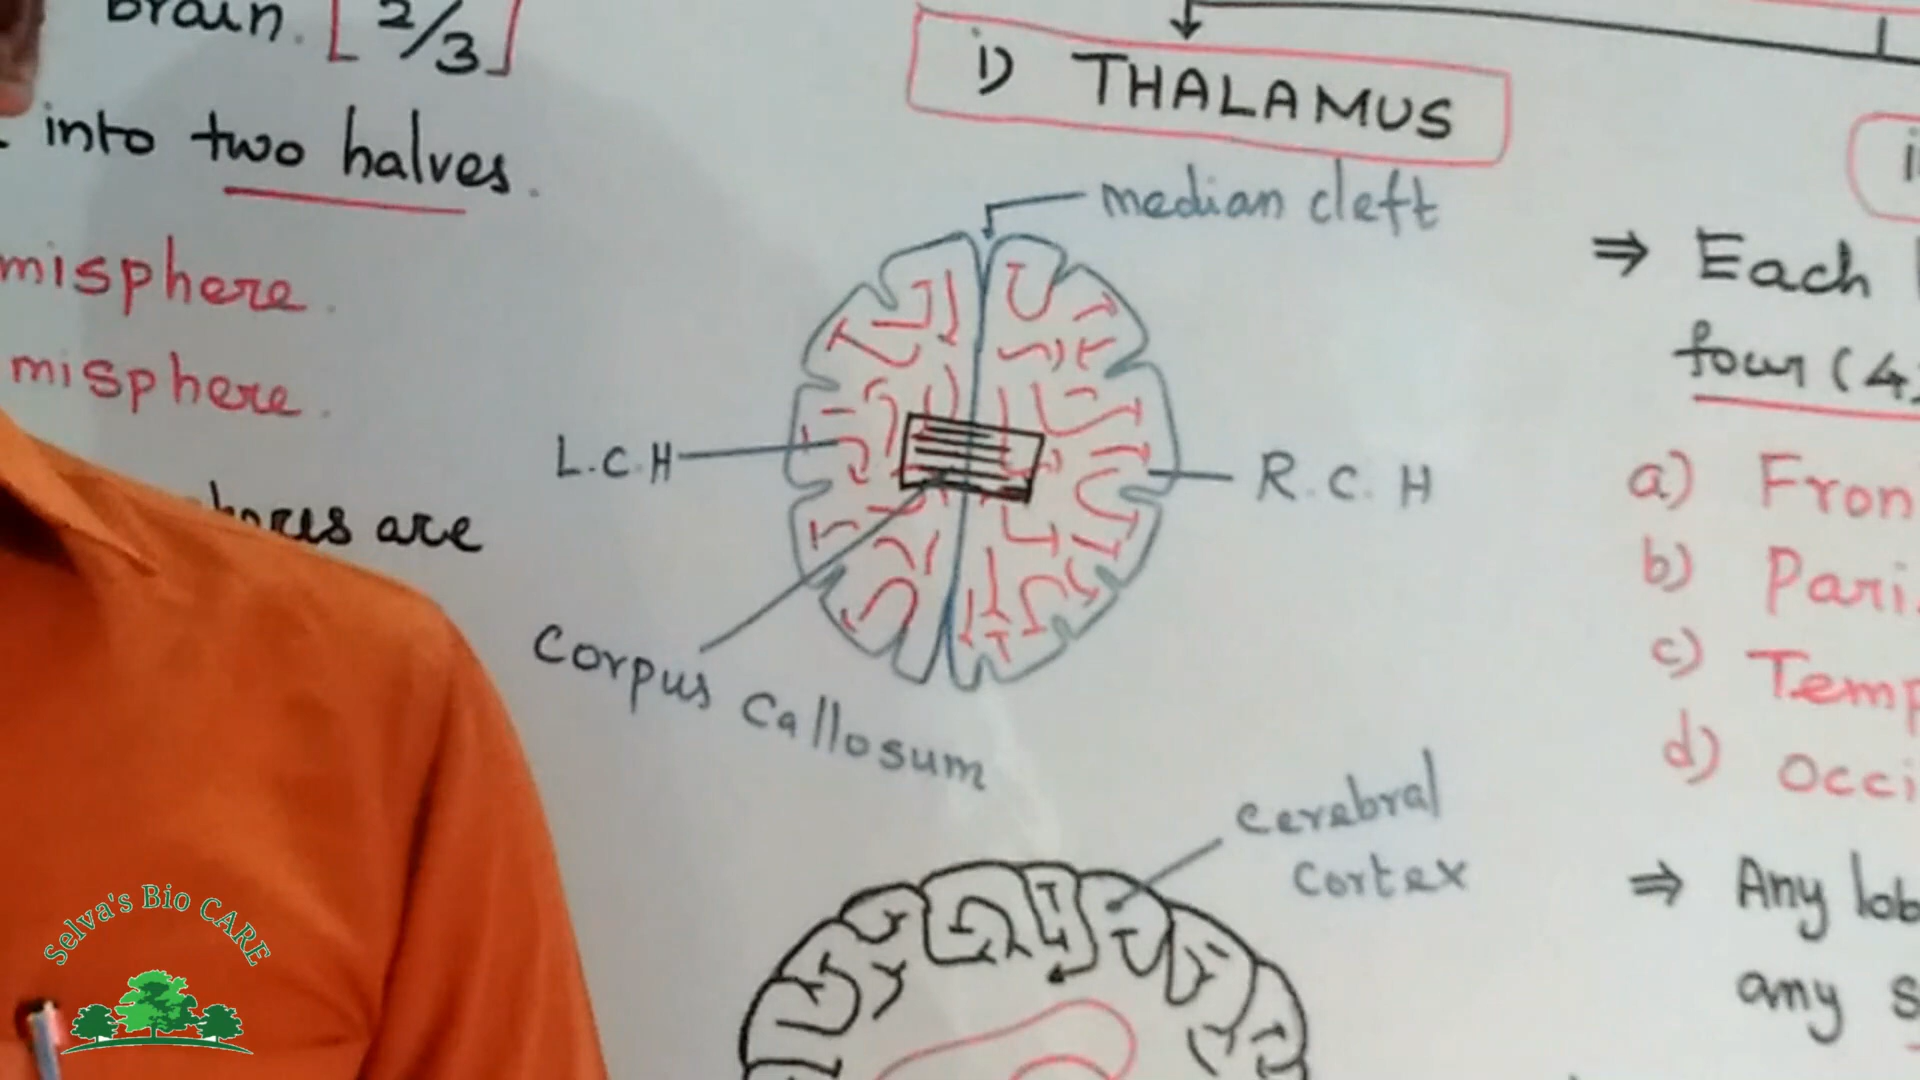 Brain. [2/3]
into two halves.
misphere.
misphere.
are
i) THALAMUS
median cleft
L.C.H
R.C.H
Corpus Callosum
cerebral
cortex
⇒ Each
four (4)
a) Fron
b) Pari
c) Temp
d) Occi
⇒ Any lob
any s
Selva's Bio CARE